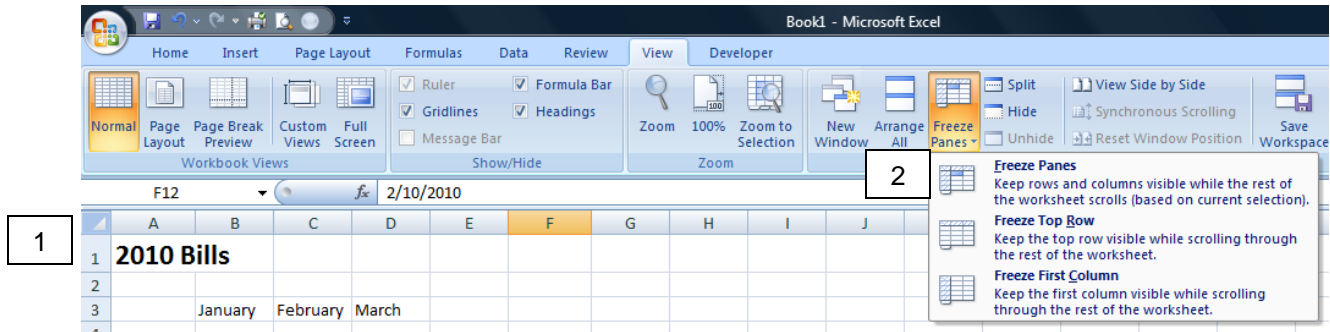 Book1 - Microsoft Excel
Home Insert Page Layout Formulas Data Review View Developer
Normal
Page Layout
Page Break Preview
Custom Views
Full Screen
Workbook Views
Ruler
Formula Bar
Gridlines
Headings
Message Bar
Show/Hide
Zoom
100%
Zoom to Selection
Zoom
New Window
Arrange All
Freeze Panes
Split
Hide
Unhide
View Side by Side
Synchronous Scrolling
Reset Window Position
Save Workspace
2
Freeze Panes
Keep rows and columns visible while the rest of
the worksheet scrolls (based on current selection).
Freeze Top Row
Keep the top row visible while scrolling through
the rest of the worksheet.
Freeze First Column
Keep the first column visible while scrolling
through the rest of the worksheet.
F12 fx 2/10/2010
1
A B C D E F G H I J
1 2010 Bills
2
3 January February March